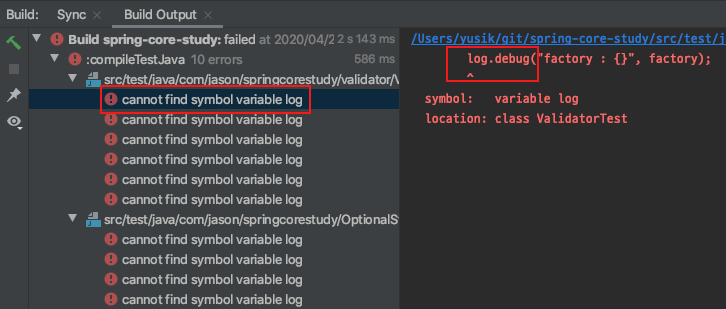 Build: Sync × Build Output ×
Build spring-core-study: failed at 2020/04/2 2 s 143 ms
:compileTestJava 10 errors 586 ms
src/test/java/com/jason/springcorestudy/validator/V
cannot find symbol variable log
cannot find symbol variable log
cannot find symbol variable log
cannot find symbol variable log
cannot find symbol variable log
cannot find symbol variable log
src/test/java/com/jason/springcorestudy/OptionalS
cannot find symbol variable log
cannot find symbol variable log
cannot find symbol variable log
cannot find symbol variable log
/Users/yusik/git/spring-core-study/src/test/j
log.debug("factory : {}", factory);
^
symbol: variable log
location: class ValidatorTest